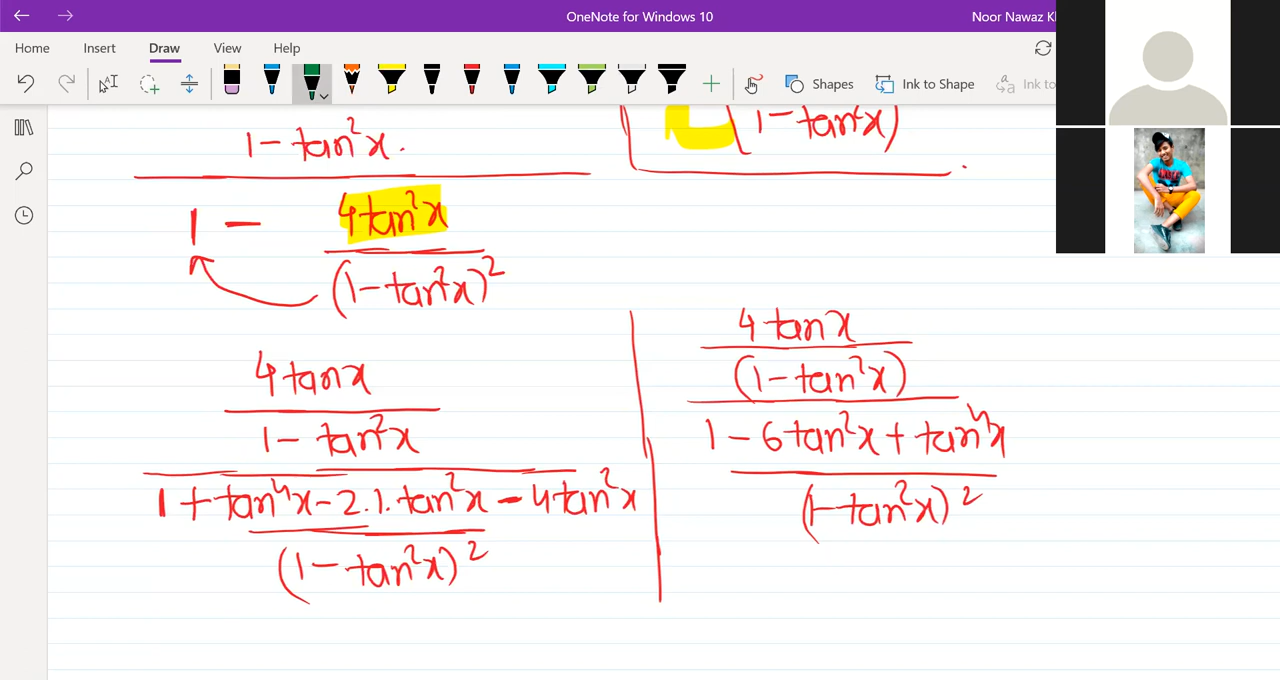 OneNote for Windows 10
Noor Nawaz
Home Insert Draw View Help
Shapes Ink to Shape Ink to
1 - tan²x.
1 - 4tan²x
(1 - tan²x)²
(1 - tan²x)
4tanx
1 - tan²x
1 + tan⁴x - 2.1.tan²x - 4tan²x
(1 - tan²x)²
4tanx
(1 - tan²x)
1 - 6tan²x + tan⁴x
(1 - tan²x)²